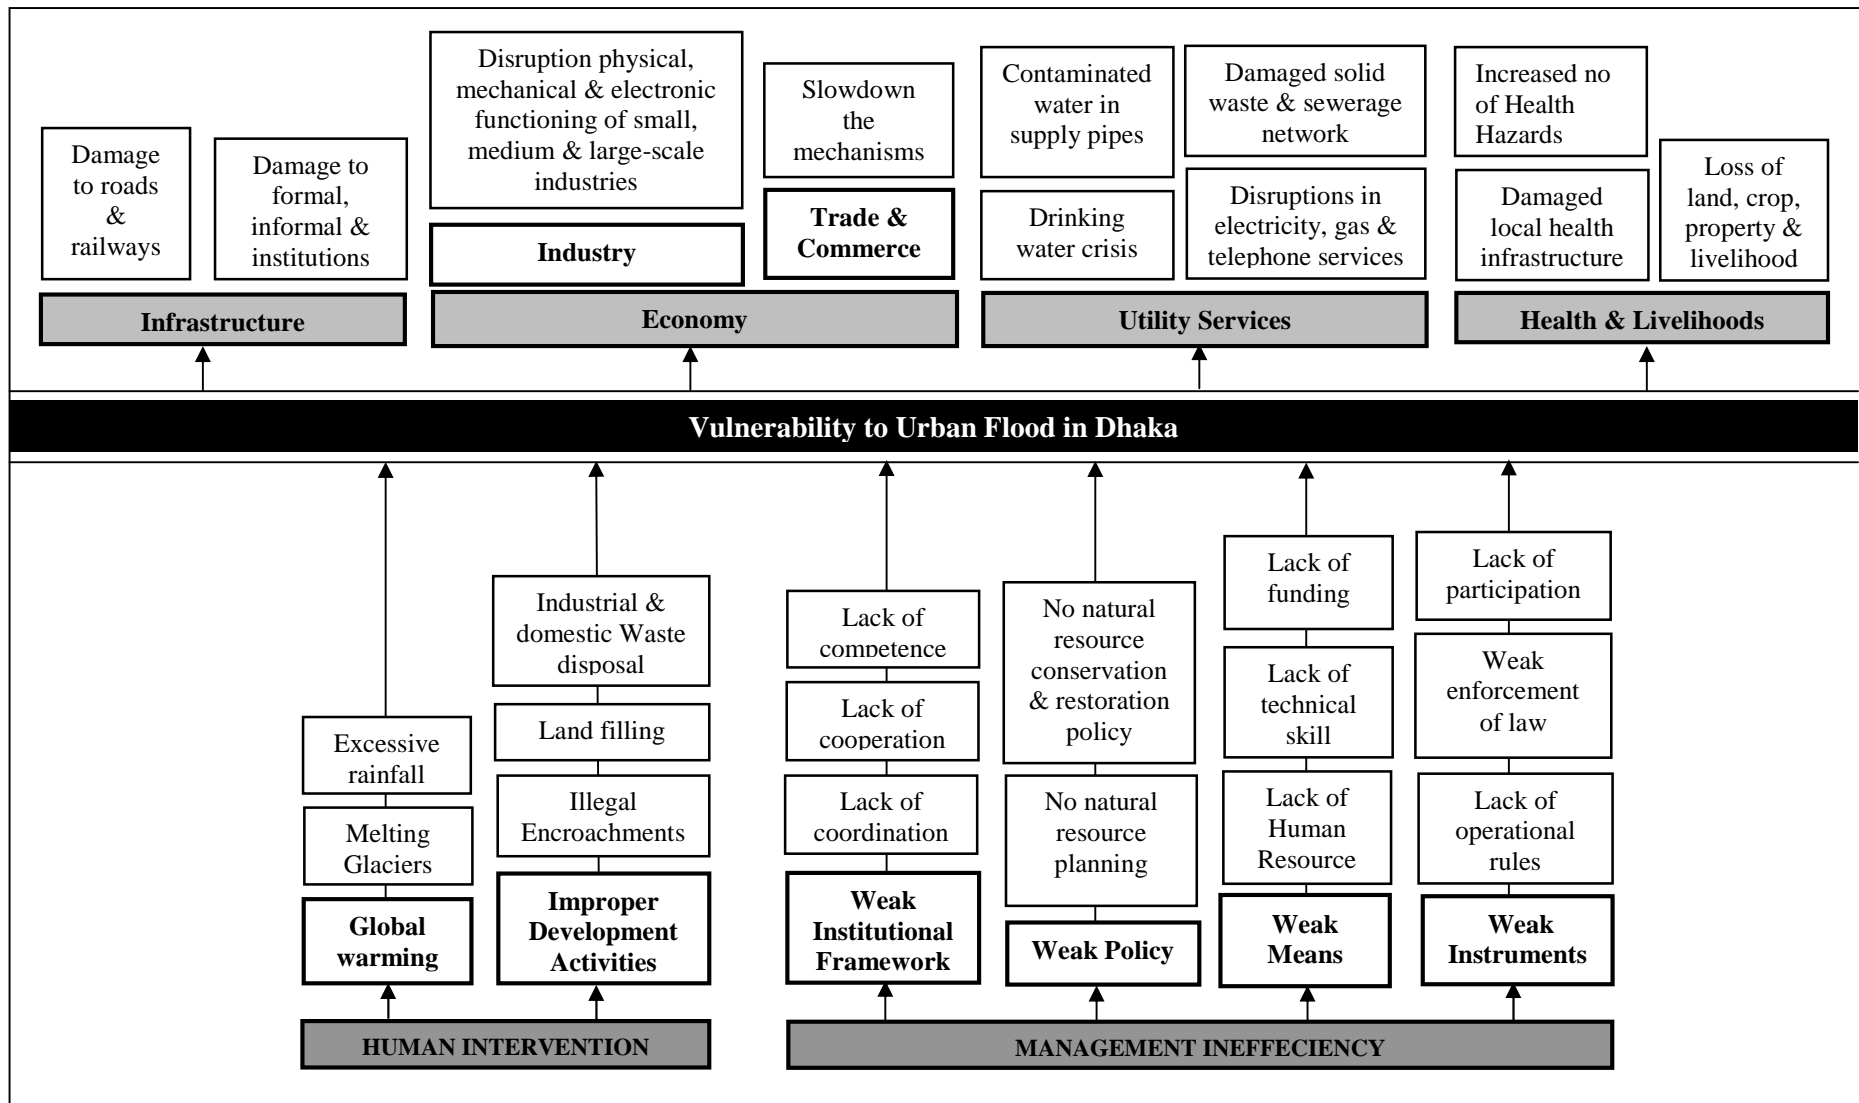 Damage
to roads
&
railways
Damage to
formal,
informal &
institutions
Infrastructure
Disruption physical,
mechanical & electronic
functioning of small,
medium & large-scale
industries
Industry
Slowdown
the
mechanisms
Trade &
Commerce
Economy
Contaminated
water in
supply pipes
Damaged solid
waste & sewerage
network
Drinking
water crisis
Disruptions in
electricity, gas &
telephone services
Utility Services
Increased no
of Health
Hazards
Damaged
local health
infrastructure
Loss of
land, crop,
property &
livelihood
Health & Livelihoods
Vulnerability to Urban Flood in Dhaka
Excessive
rainfall
Melting
Glaciers
Global
warming
Industrial &
domestic Waste
disposal
Land filling
Illegal
Encroachments
Improper
Development
Activities
HUMAN INTERVENTION
Lack of
competence
Lack of
cooperation
Lack of
coordination
Weak
Institutional
Framework
No natural
resource
conservation
& restoration
policy
No natural
resource
planning
Weak Policy
Lack of
funding
Lack of
technical
skill
Lack of
Human
Resource
Weak
Means
Lack of
participation
Weak
enforcement
of law
Lack of
operational
rules
Weak
Instruments
MANAGEMENT INEFFECIENCY